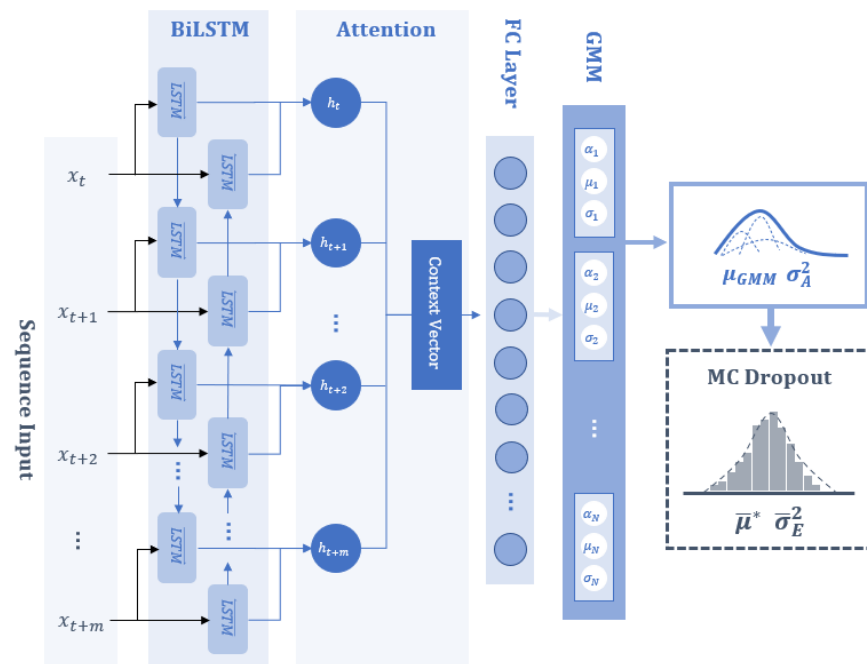 BiLSTM
Attention
FC Layer
GMM
Sequence Input
x_t
x_{t+1}
x_{t+2}
...
x_{t+m}
LSTM
LSTM
LSTM
LSTM
LSTM
LSTM
...
...
LSTM
LSTM
h_t
h_{t+1}
...
h_{t+2}
h_{t+m}
Context Vector
...
α_1
μ_1
σ_1
α_2
μ_2
σ_2
...
α_N
μ_N
σ_N
μ_{GMM} σ_A^2
MC Dropout
μ̅* σ̅_E^2